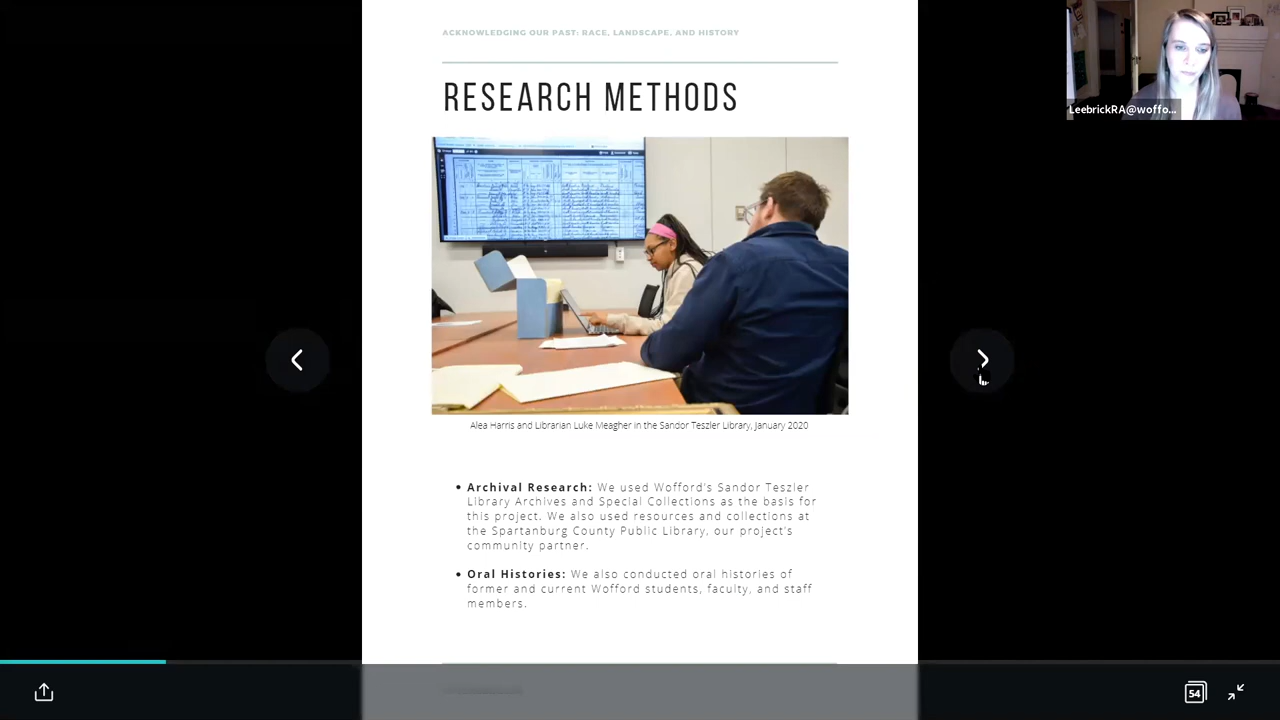 ACKNOWLEDGING OUR PAST: RACE, LANDSCAPE, AND HISTORY
RESEARCH METHODS
LeebrickRA@woffo...
Alea Harris and Librarian Luke Meagher in the Sandor Teszler Library, January 2020
• Archival Research: We used Wofford's Sandor Teszler
Library Archives and Special Collections as the basis for
this project. We also used resources and collections at
the Spartanburg County Public Library, our project's
community partner.
• Oral Histories: We also conducted oral histories of
former and current Wofford students, faculty, and staff
members.
54